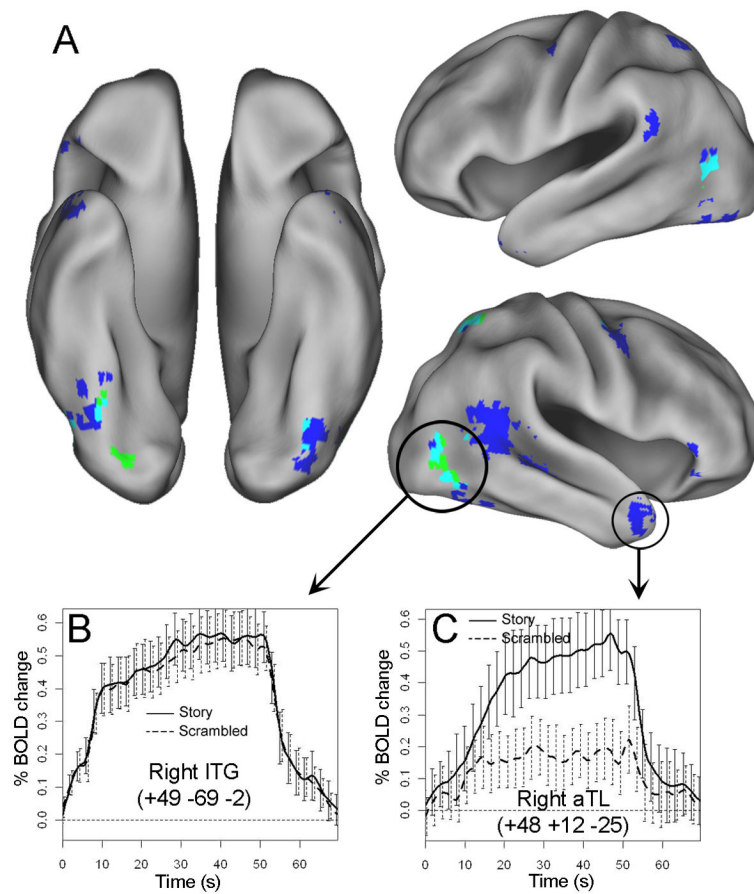 A
B
0.6
0.5
0.4
0.3
0.2
0.1
0.0
% BOLD change
Story
Scrambled
Right ITG
(+49 -69 -2)
0 10 20 30 40 50 60
Time (s)
C
0.6
0.5
0.4
0.3
0.2
0.1
0.0
% BOLD change
Story
Scrambled
Right aTL
(+48 +12 -25)
0 10 20 30 40 50 60
Time (s)